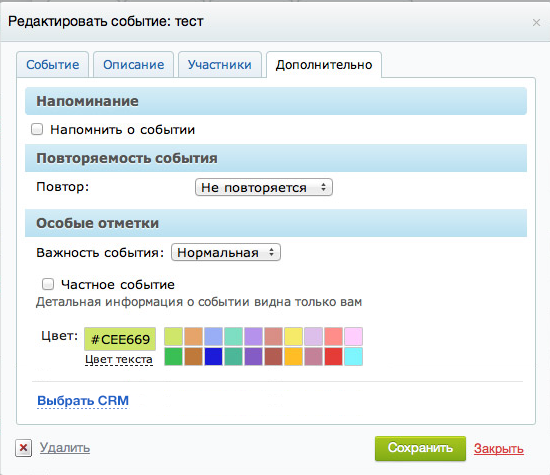 Редактировать событие: тест
Событие Описание Участники Дополнительно
Напоминание
Напомнить о событии
Повторяемость события
Повтор: Не повторяется
Особые отметки
Важность события: Нормальная
Частное событие
Детальная информация о событии видна только вам
Цвет: #CEE669
Цвет текста
Выбрать CRM
Удалить Сохранить Закрыть